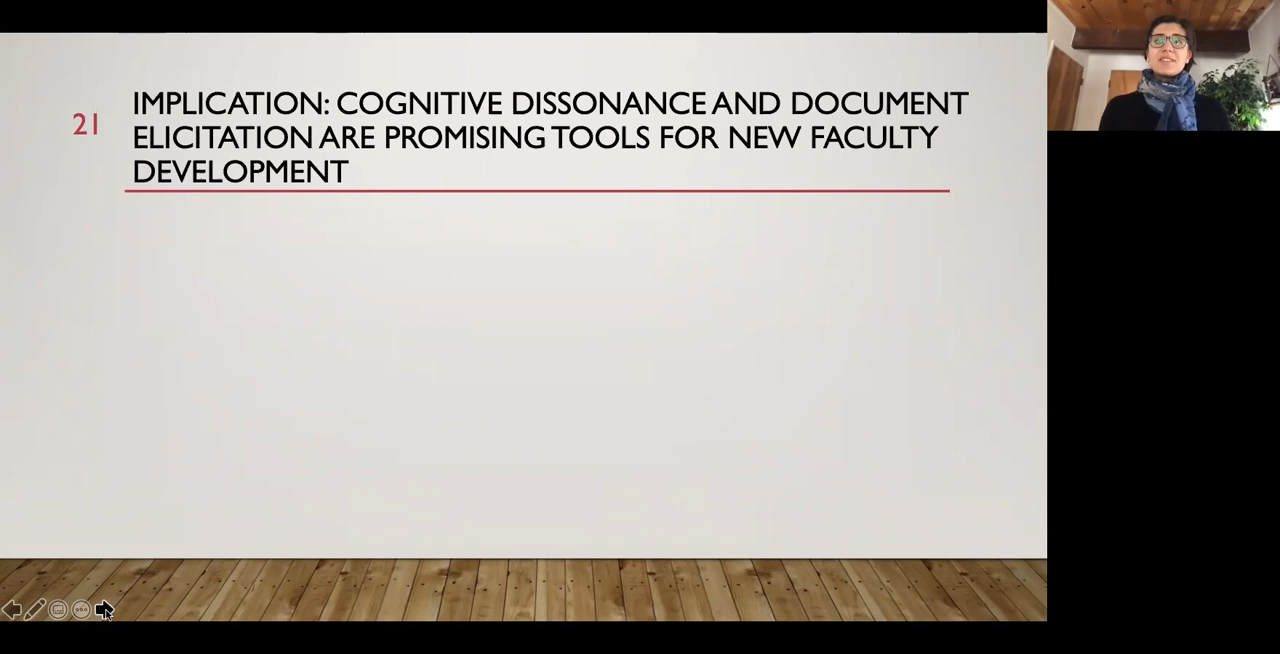 21
IMPLICATION: COGNITIVE DISSONANCE AND DOCUMENT
ELICITATION ARE PROMISING TOOLS FOR NEW FACULTY
DEVELOPMENT